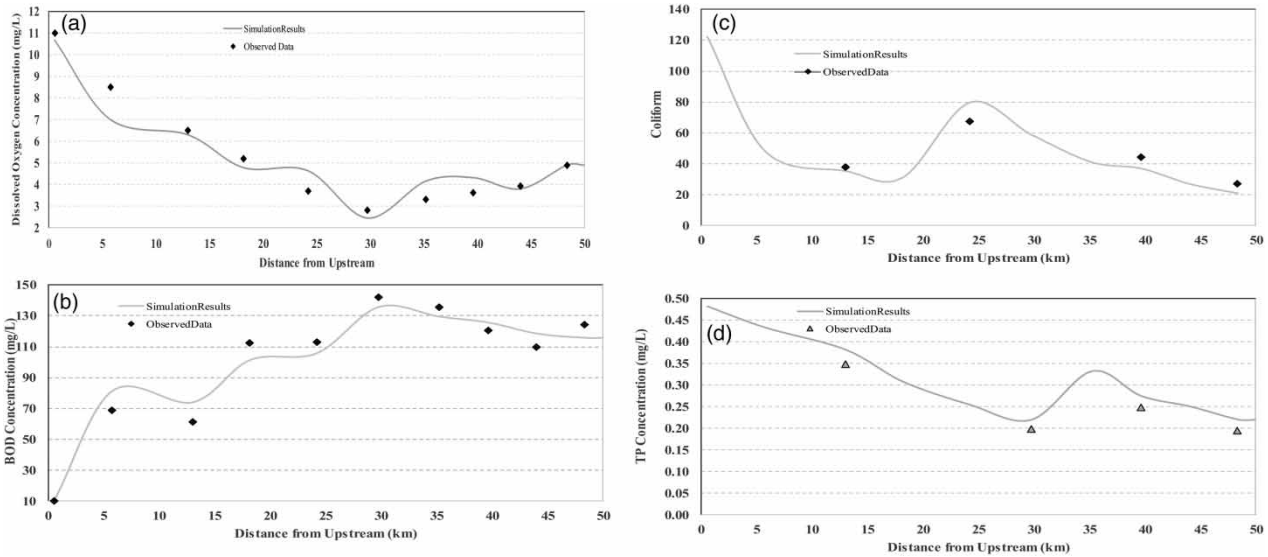 (a)
SimulationResults
Observed Data
Dissolved Oxygen Concentration (mg/L)
12
11
10
9
8
7
6
5
4
3
2
0 5 10 15 20 25 30 35 40 45 50
Distance from Upstream
(b)
SimulationResults
ObservedData
BOD Concentration (mg/L)
150
130
110
90
70
50
30
10
0 5 10 15 20 25 30 35 40 45 50
Distance from Upstream (km)
(c)
SimulationResults
ObservedData
Coliform
140
120
100
80
60
40
20
0
0 5 10 15 20 25 30 35 40 45 50
Distance from Upstream (km)
(d)
SimulationResults
ObservedData
TP Concentration (mg/L)
0.50
0.45
0.40
0.35
0.30
0.25
0.20
0.15
0.10
0.05
0.00
0 5 10 15 20 25 30 35 40 45 50
Distance from Upstream (km)